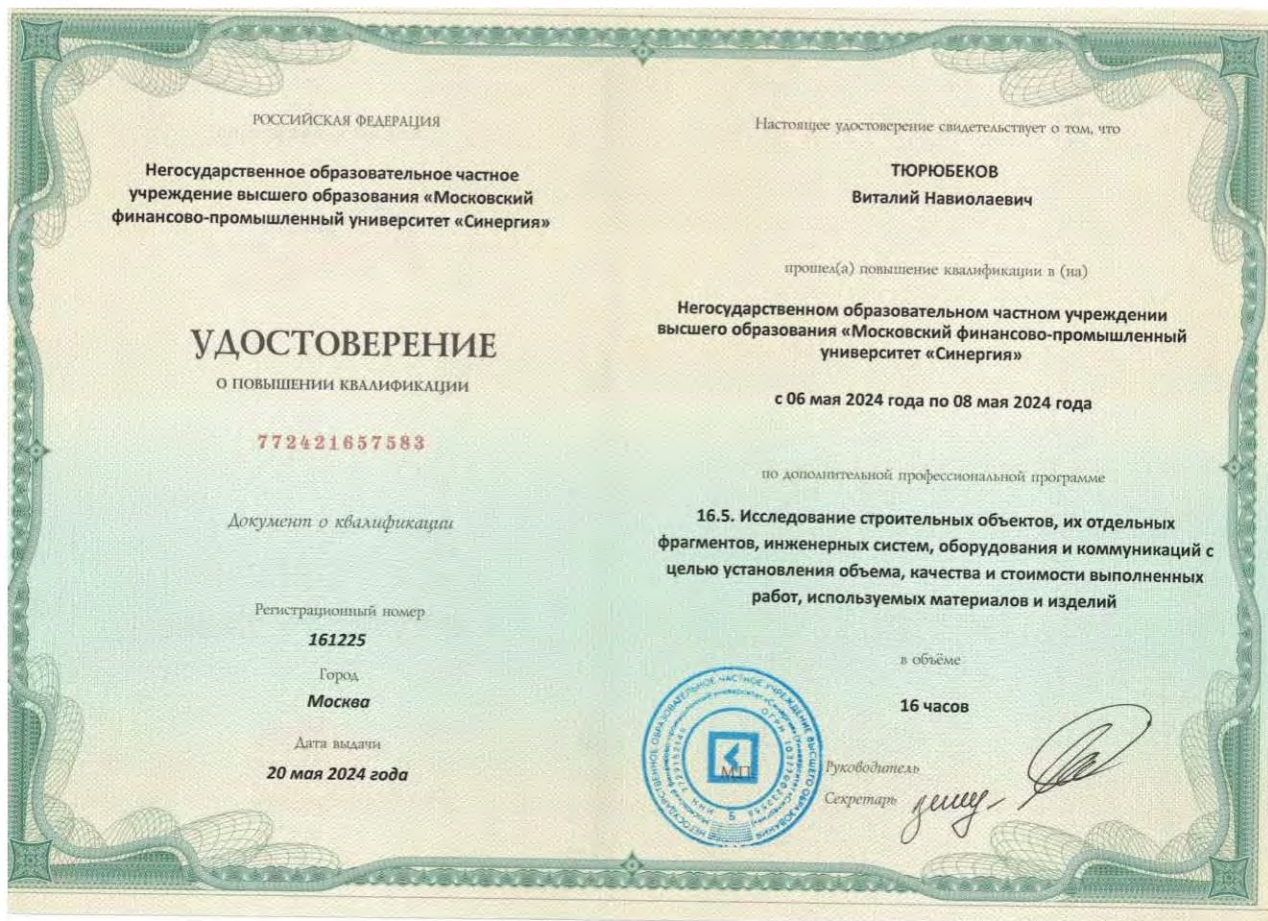 РОССИЙСКАЯ ФЕДЕРАЦИЯ
Негосударственное образовательное частное
учреждение высшего образования «Московский
финансово-промышленный университет «Синергия»
УДОСТОВЕРЕНИЕ
О ПОВЫШЕНИИ КВАЛИФИКАЦИИ
772421657583
Документ о квалификации
Регистрационный номер
161225
Город
Москва
Дата выдачи
20 мая 2024 года
Настоящее удостоверение свидетельствует о том, что
ТЮРЮБЕКОВ
Виталий Навиолаевич
прошел(а) повышение квалификации в (на)
Негосударственном образовательном частном учреждении
высшего образования «Московский финансово-промышленный
университет «Синергия»
с 06 мая 2024 года по 08 мая 2024 года
по дополнительной профессиональной программе
16.5. Исследование строительных объектов, их отдельных
фрагментов, инженерных систем, оборудования и коммуникаций с
целью установления объема, качества и стоимости выполненных
работ, используемых материалов и изделий
в объёме
16 часов
М.П.
Руководитель
Секретарь